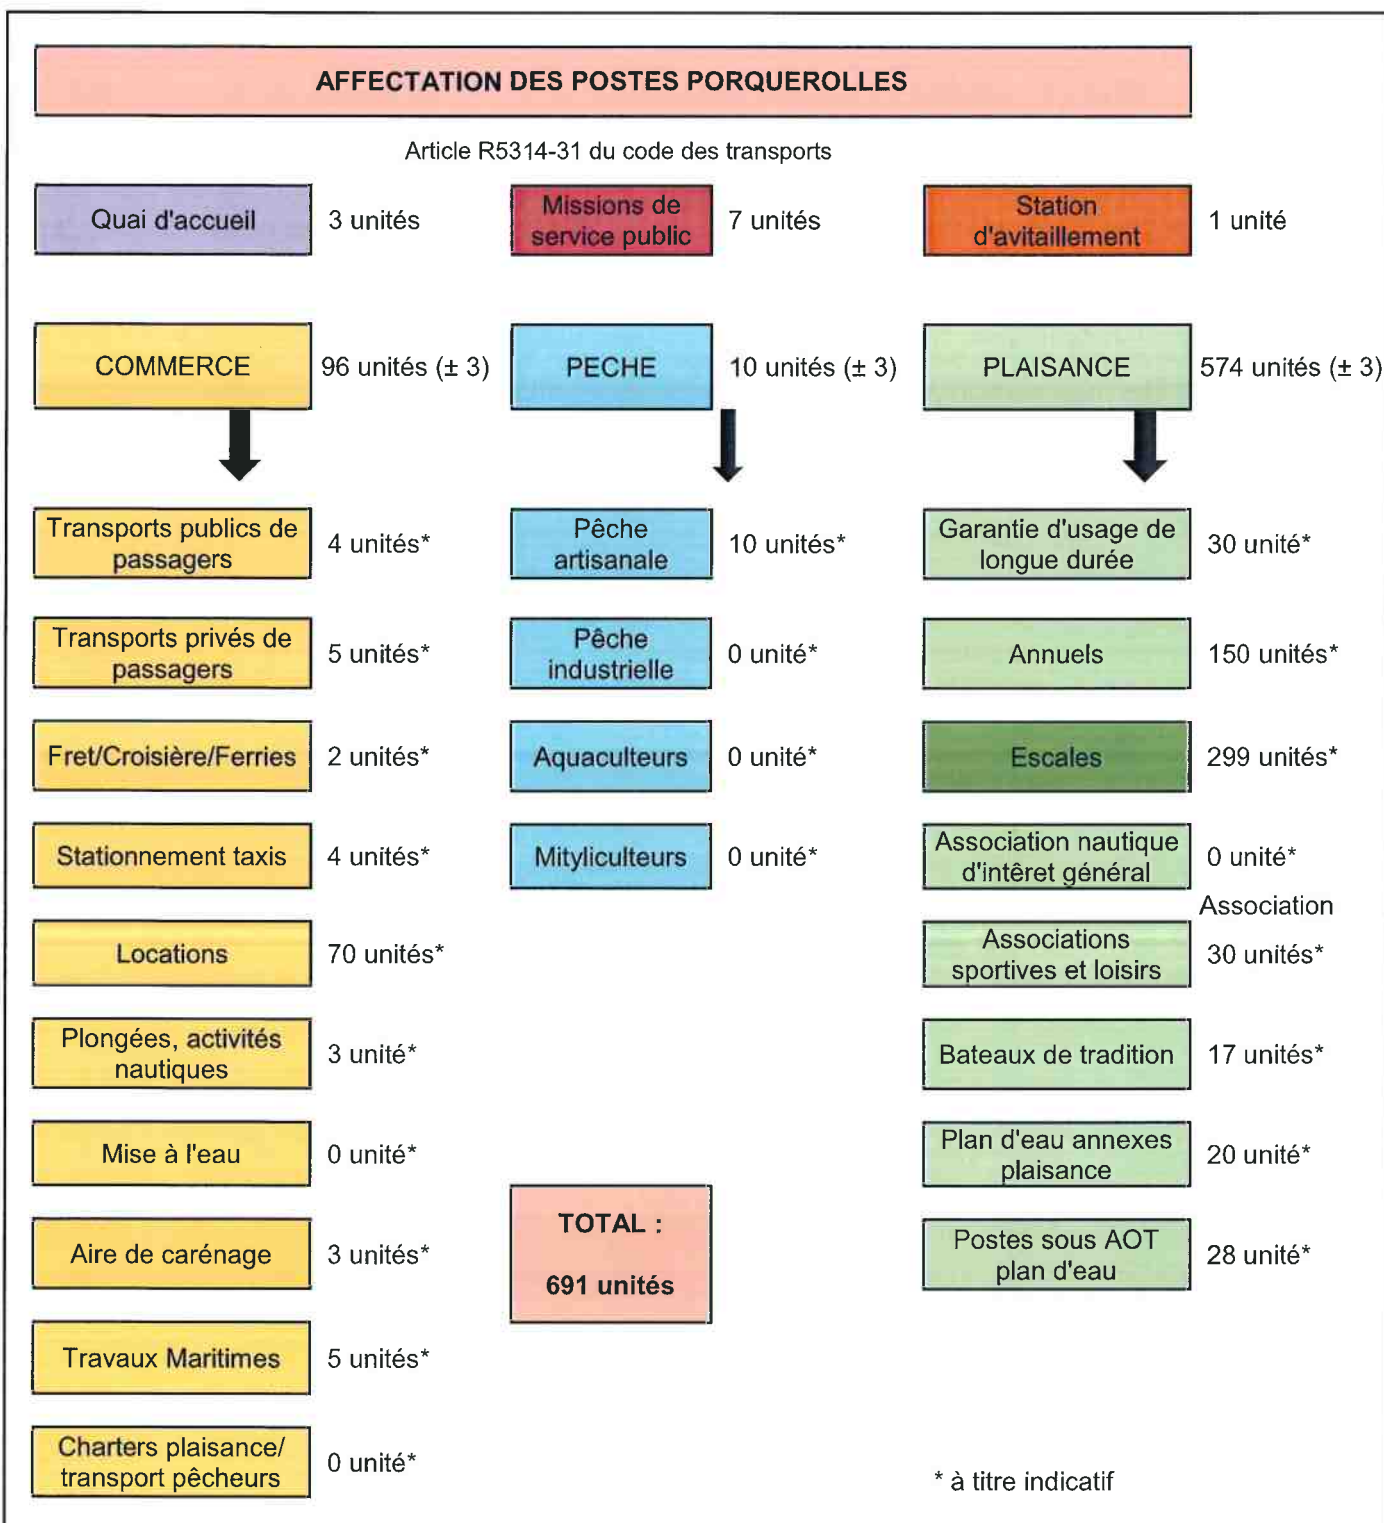 AFFECTATION DES POSTES PORQUEROLLES
Article R5314-31 du code des transports
Quai d'accueil
3 unités
Missions de
service public
7 unités
Station
d'avitaillement
1 unité
COMMERCE
96 unités (± 3)
PECHE
10 unités (± 3)
PLAISANCE
574 unités (± 3)
Transports publics de
passagers
4 unités*
Pêche
artisanale
10 unités*
Garantie d'usage de
longue durée
30 unité*
Transports privés de
passagers
5 unités*
Pêche
industrielle
0 unité*
Annuels
150 unités*
Fret/Croisière/Ferries
2 unités*
Aquaculteurs
0 unité*
Escales
299 unités*
Stationnement taxis
4 unités*
Mityliculteurs
0 unité*
Association nautique
d'intêret général
0 unité*
Association
Locations
70 unités*
Associations
sportives et loisirs
30 unités*
Plongées, activités
nautiques
3 unité*
Bateaux de tradition
17 unités*
Mise à l'eau
0 unité*
Plan d'eau annexes
plaisance
20 unité*
Aire de carénage
3 unités*
TOTAL :
691 unités
Postes sous AOT
plan d'eau
28 unité*
Travaux Maritimes
5 unités*
Charters plaisance/
transport pêcheurs
0 unité*
* à titre indicatif